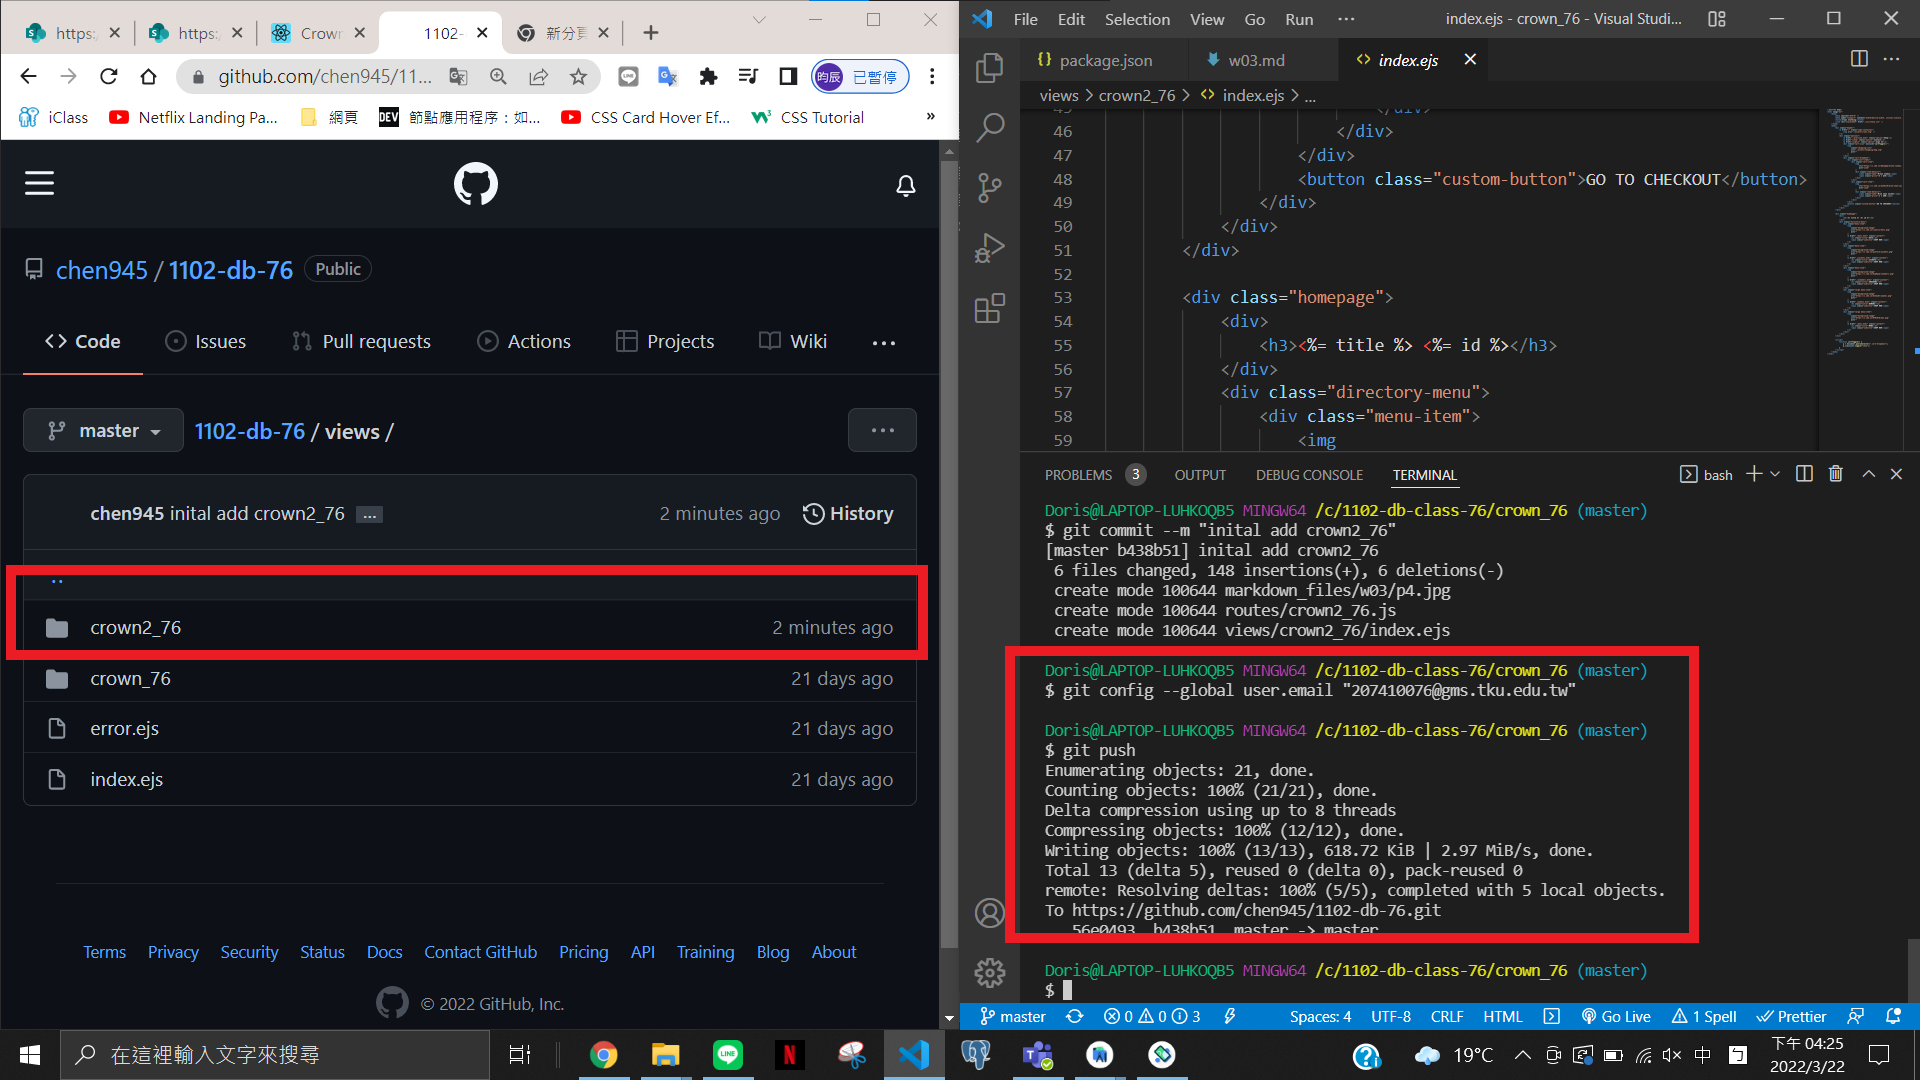 https:/
https:/
Crown
1102-
新分頁
github.com/chen945/11...
昀辰 已暫停
iClass
Netflix Landing Pa...
網頁
DEV 節點應用程序：如...
CSS Card Hover Ef...
CSS Tutorial
»
chen945 / 1102-db-76 Public
Code
Issues
Pull requests
Actions
Projects
Wiki
...
master
1102-db-76 / views /
...
chen945 inital add crown2_76 ...
2 minutes ago
History
..
crown2_76 2 minutes ago
crown_76 21 days ago
error.ejs 21 days ago
index.ejs 21 days ago
Terms Privacy Security Status Docs Contact GitHub Pricing API Training Blog About
© 2022 GitHub, Inc.
File Edit Selection View Go Run ...
index.ejs - crown_76 - Visual Studi...
{} package.json
w03.md
<> index.ejs
views > crown2_76 > <> index.ejs > ...
45 </div>
46 </div>
47 </div>
48 <button class="custom-button">GO TO CHECKOUT</button>
49 </div>
50 </div>
51 </div>
52
53 <div class="homepage">
54 <div>
55 <h3><%= title %> <%= id %></h3>
56 </div>
57 <div class="directory-menu">
58 <div class="menu-item">
59 <img
PROBLEMS 3 OUTPUT DEBUG CONSOLE TERMINAL
bash
Doris@LAPTOP-LUHKOQB5 MINGW64 /c/1102-db-class-76/crown_76 (master)
$ git commit --m "inital add crown2_76"
[master b438b51] inital add crown2_76
6 files changed, 148 insertions(+), 6 deletions(-)
create mode 100644 markdown_files/w03/p4.jpg
create mode 100644 routes/crown2_76.js
create mode 100644 views/crown2_76/index.ejs
Doris@LAPTOP-LUHKOQB5 MINGW64 /c/1102-db-class-76/crown_76 (master)
$ git config --global user.email "207410076@gms.tku.edu.tw"
Doris@LAPTOP-LUHKOQB5 MINGW64 /c/1102-db-class-76/crown_76 (master)
$ git push
Enumerating objects: 21, done.
Counting objects: 100% (21/21), done.
Delta compression using up to 8 threads
Compressing objects: 100% (12/12), done.
Writing objects: 100% (13/13), 618.72 KiB | 2.97 MiB/s, done.
Total 13 (delta 5), reused 0 (delta 0), pack-reused 0
remote: Resolving deltas: 100% (5/5), completed with 5 local objects.
To https://github.com/chen945/1102-db-76.git
56e0493..b438b51 master -> master
Doris@LAPTOP-LUHKOQB5 MINGW64 /c/1102-db-class-76/crown_76 (master)
$
master 0 0 3
Spaces: 4 UTF-8 CRLF HTML Go Live 1 Spell Prettier
在這裡輸入文字來搜尋
LINE
N
19°C
中
下午 04:25
2022/3/22